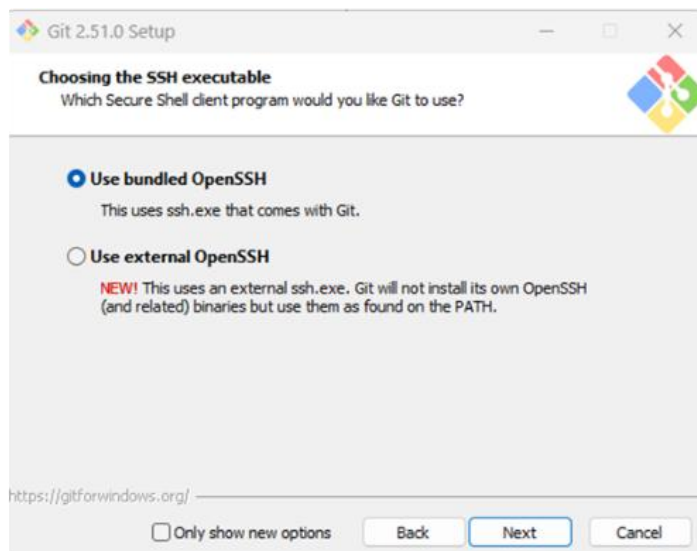 Git 2.51.0 Setup
Choosing the SSH executable
Which Secure Shell client program would you like Git to use?
Use bundled OpenSSH
This uses ssh.exe that comes with Git.
Use external OpenSSH
NEW! This uses an external ssh.exe. Git will not install its own OpenSSH
(and related) binaries but use them as found on the PATH.
https://gitforwindows.org/
Only show new options Back Next Cancel